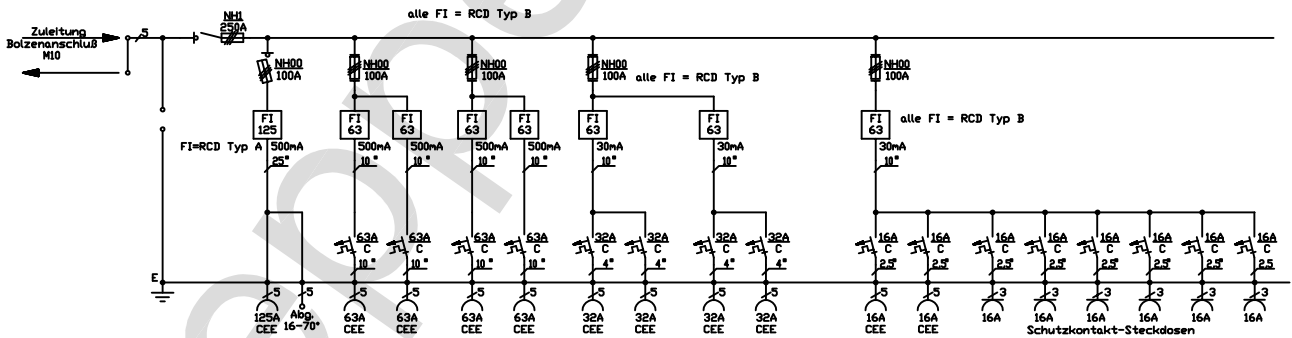 alle FI = RCD Typ B
NH1
250A
Zuleitung
Bolzenanschluß
M10
5
NH00
100A
NH00
100A
NH00
100A
NH00
100A
NH00
100A
alle FI = RCD Typ B
FI
125
FI
63
FI
63
FI
63
FI
63
FI
63
FI
63
FI
63
alle FI = RCD Typ B
FI=RCD Typ A
500mA 500mA 500mA 500mA 500mA 30mA 30mA 30mA
25° 10° 10° 10° 10° 10° 10° 10°
63A
C
63A
C
63A
C
63A
C
32A
C
32A
C
32A
C
32A
C
16A
C
16A
C
16A
C
16A
C
16A
C
16A
C
16A
C
16A
C
10° 10° 10° 10° 4° 4° 4° 4° 2.5° 2.5° 2.5° 2.5° 2.5° 2.5° 2.5° 2.5
E
5 5 5 5 5 5 5 5 5 5 5 5 3 3 3 3 3 3
125A
CEE
Abg.
16-70°
63A
CEE
63A
CEE
63A
CEE
63A
CEE
32A
CEE
32A
CEE
32A
CEE
32A
CEE
16A
CEE
16A
CEE
16A 16A 16A 16A 16A 16A
Schutzkontakt-Steckdosen